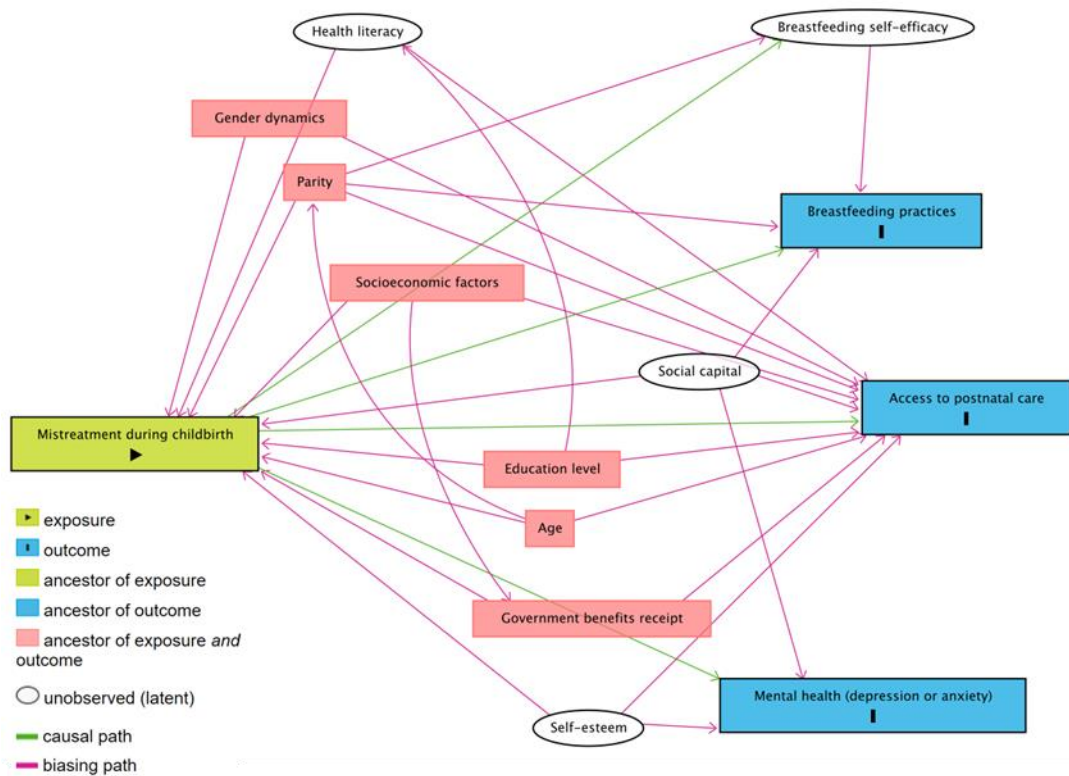 Health literacy
Breastfeeding self-efficacy
Gender dynamics
Parity
Breastfeeding practices
Socioeconomic factors
Social capital
Access to postnatal care
Mistreatment during childbirth
Education level
Age
Government benefits receipt
Mental health (depression or anxiety)
Self-esteem
exposure
outcome
ancestor of exposure
ancestor of outcome
ancestor of exposure and
outcome
unobserved (latent)
causal path
biasing path